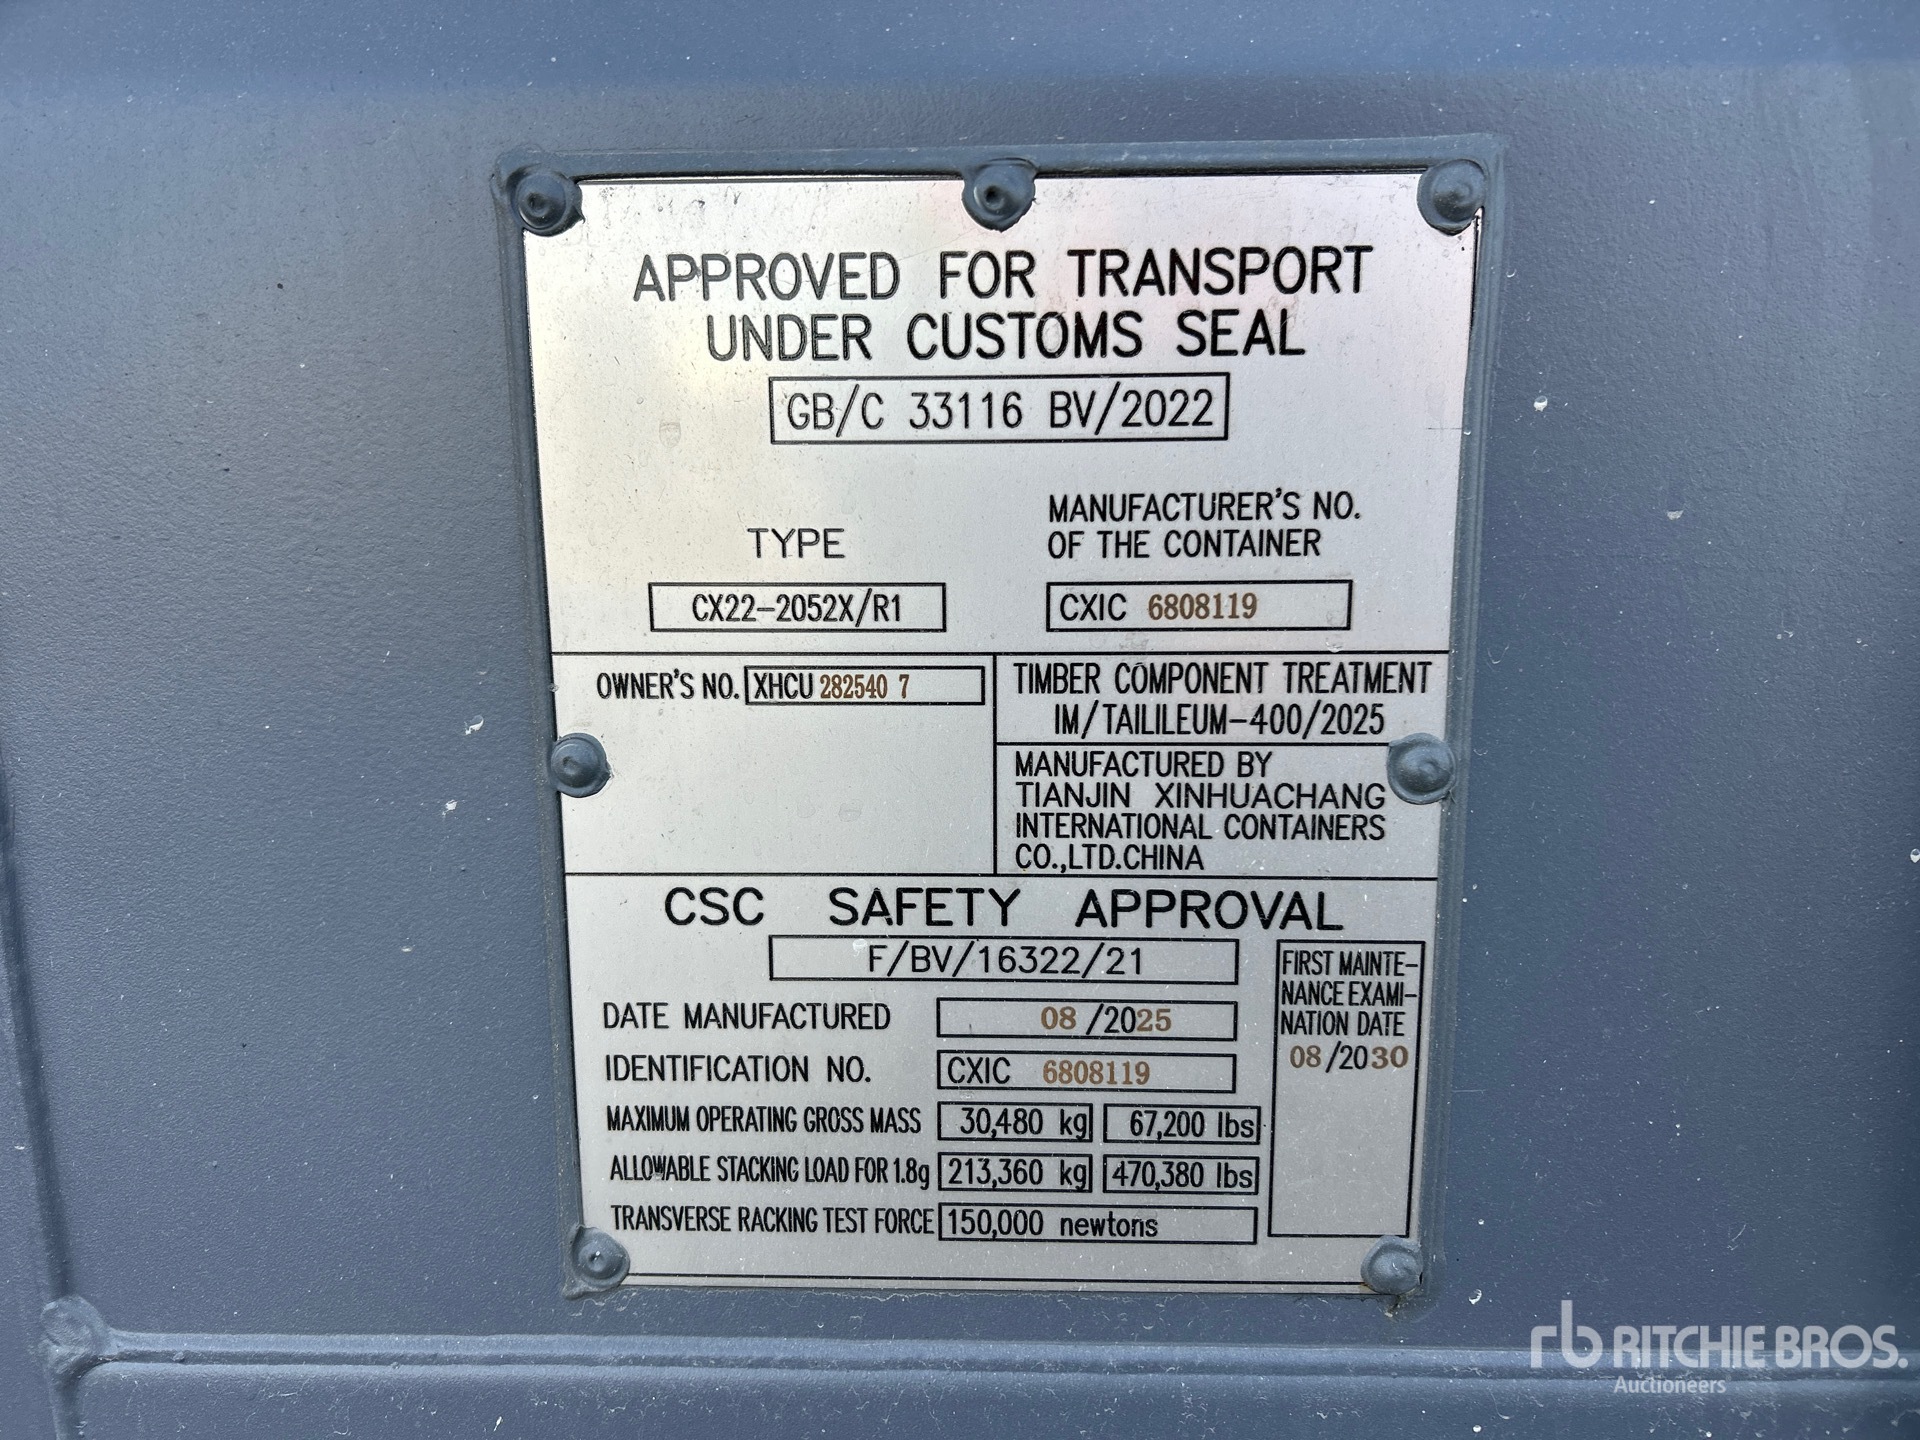 APPROVED FOR TRANSPORT
UNDER CUSTOMS SEAL
GB/C 33116 BV/2022
TYPE
CX22-2052X/R1
MANUFACTURER'S NO.
OF THE CONTAINER
CXIC 6808119
OWNER'S NO. XHCU 282540 7
TIMBER COMPONENT TREATMENT
IM/TAILILEUM-400/2025
MANUFACTURED BY
TIANJIN XINHUACHANG
INTERNATIONAL CONTAINERS
CO.,LTD.CHINA
CSC SAFETY APPROVAL
F/BV/16322/21
DATE MANUFACTURED 08/2025
IDENTIFICATION NO. CXIC 6808119
MAXIMUM OPERATING GROSS MASS 30,480 kg 67,200 lbs
ALLOWABLE STACKING LOAD FOR 1.8g 213,360 kg 470,380 lbs
TRANSVERSE RACKING TEST FORCE 150,000 newtons
FIRST MAINTE-
NANCE EXAMI-
NATION DATE
08/2030
rb RITCHIE BROS.
Auctioneers